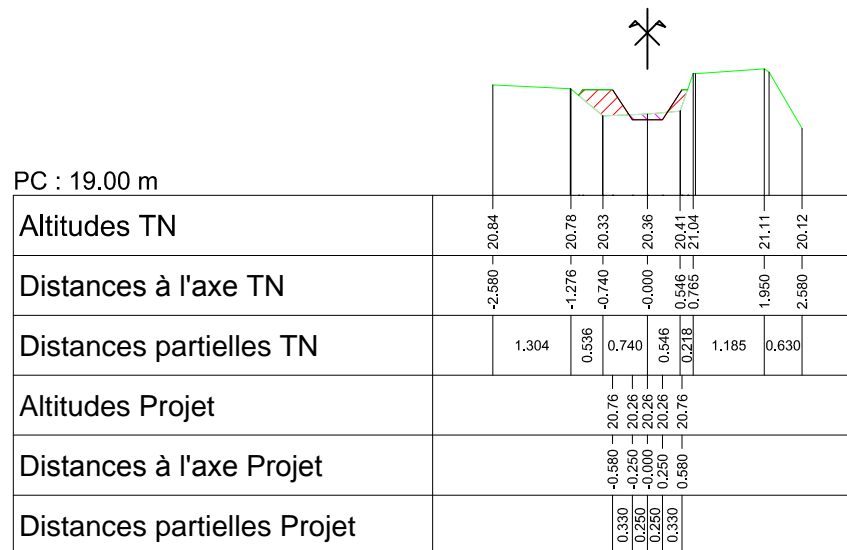 PC : 19.00 m
Altitudes TN
20.84 20.78 20.33 20.36 20.41 21.04 21.11 20.12
Distances à l'axe TN
-2.580 -1.276 -0.740 -0.000 0.546 0.765 1.950 2.580
Distances partielles TN
1.304 0.536 0.740 0.546 0.218 1.185 0.630
Altitudes Projet
20.76 20.26 20.26 20.26 20.76
Distances à l'axe Projet
-0.580 -0.250 -0.000 0.250 0.580
Distances partielles Projet
0.330 0.250 0.250 0.330